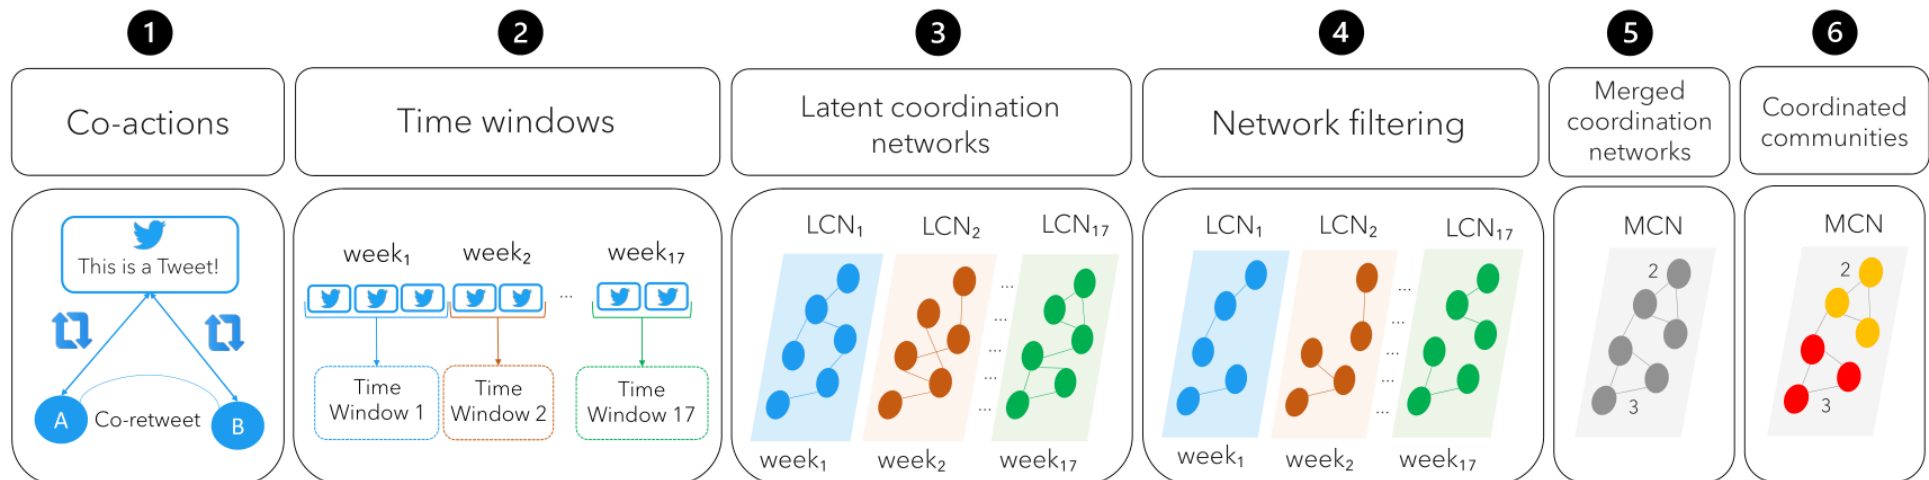 1
2
3
4
5
6
Co-actions
Time windows
Latent coordination
networks
Network filtering
Merged
coordination
networks
Coordinated
communities
This is a Tweet!
A
Co-retweet
B
week₁
week₂
...
week₁₇
Time
Window 1
Time
Window 2
Time
Window 17
LCN₁
LCN₂
LCN₁₇
...
...
...
...
...
week₁
week₂
week₁₇
LCN₁
LCN₂
LCN₁₇
...
...
...
...
...
week₁
week₂
week₁₇
MCN
2
3
MCN
2
3